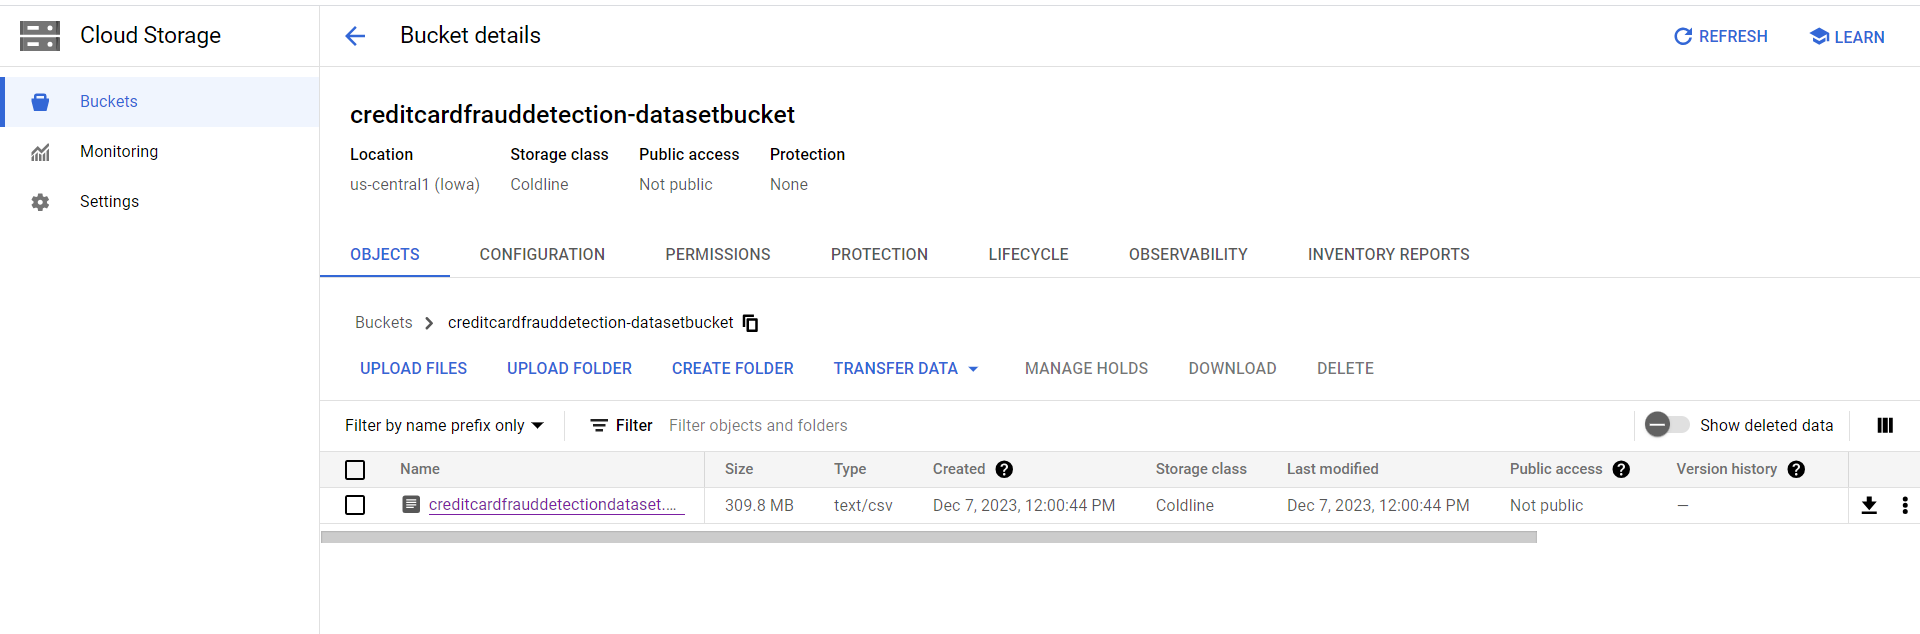 Cloud Storage
Bucket details
REFRESH
LEARN
Buckets
Monitoring
Settings
creditcardfrauddetection-datasetbucket
Location Storage class Public access Protection
us-central1 (Iowa) Coldline Not public None
OBJECTS CONFIGURATION PERMISSIONS PROTECTION LIFECYCLE OBSERVABILITY INVENTORY REPORTS
Buckets > creditcardfrauddetection-datasetbucket
UPLOAD FILES UPLOAD FOLDER CREATE FOLDER TRANSFER DATA MANAGE HOLDS DOWNLOAD DELETE
Filter by name prefix only Filter Filter objects and folders Show deleted data
Name Size Type Created Storage class Last modified Public access Version history
creditcardfrauddetectiondataset.... 309.8 MB text/csv Dec 7, 2023, 12:00:44 PM Coldline Dec 7, 2023, 12:00:44 PM Not public —